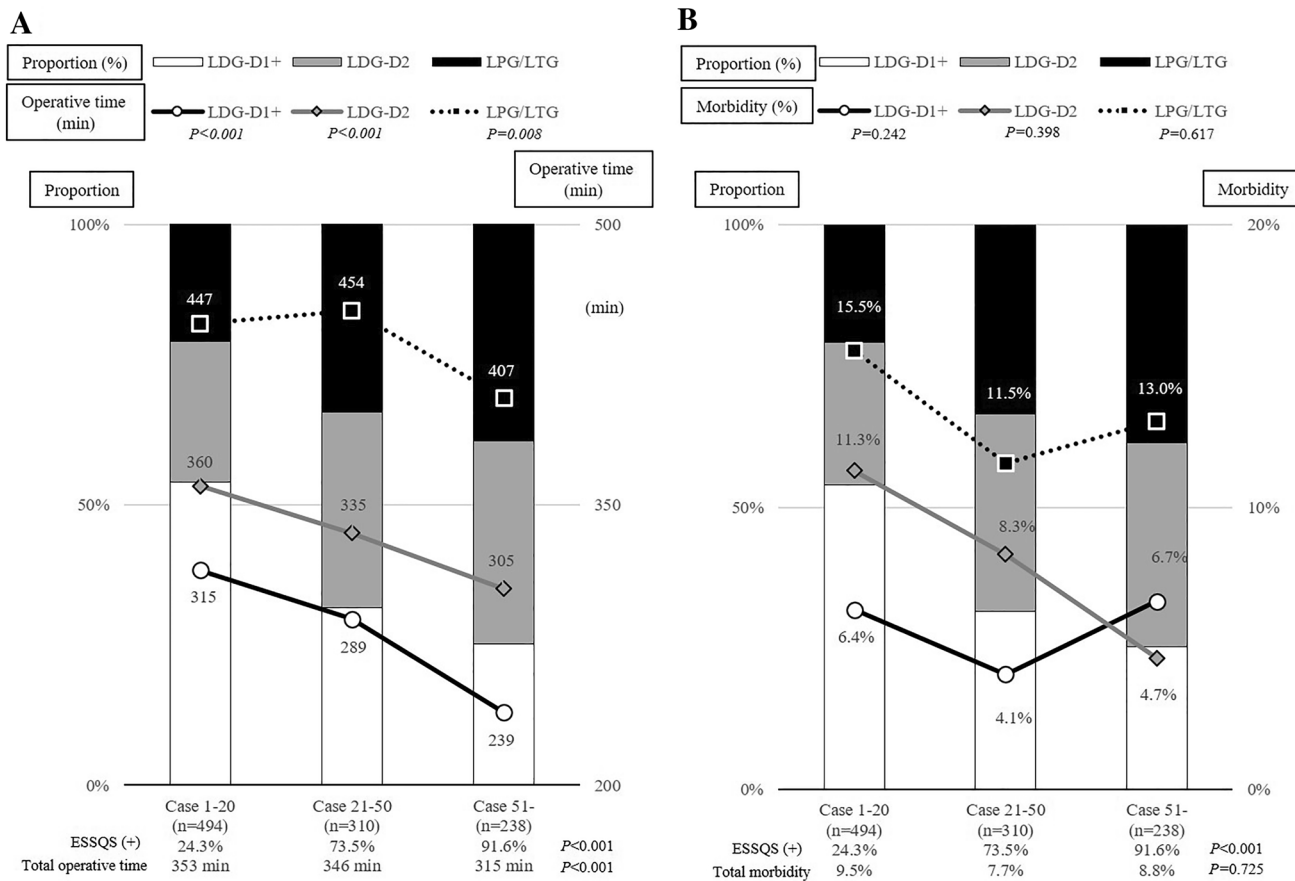 A
Proportion (%) LDG-D1+ LDG-D2 LPG/LTG
Operative time
(min)
LDG-D1+ LDG-D2 LPG/LTG
P<0.001 P<0.001 P=0.008
Proportion
Operative time
(min)
100% 500
(min)
447 454 407
360 335 305
50% 350
315 289 239
0% 200
Case 1-20 Case 21-50 Case 51-
(n=494) (n=310) (n=238)
ESSQS (+) 24.3% 73.5% 91.6% P<0.001
Total operative time 353 min 346 min 315 min P<0.001
B
Proportion (%) LDG-D1+ LDG-D2 LPG/LTG
Morbidity (%) LDG-D1+ LDG-D2 LPG/LTG
P=0.242 P=0.398 P=0.617
Proportion Morbidity
100% 20%
15.5% 11.5% 13.0%
11.3% 8.3% 6.7%
50% 10%
6.4% 4.1% 4.7%
0% 0%
Case 1-20 Case 21-50 Case 51-
(n=494) (n=310) (n=238)
ESSQS (+) 24.3% 73.5% 91.6% P<0.001
Total morbidity 9.5% 7.7% 8.8% P=0.725